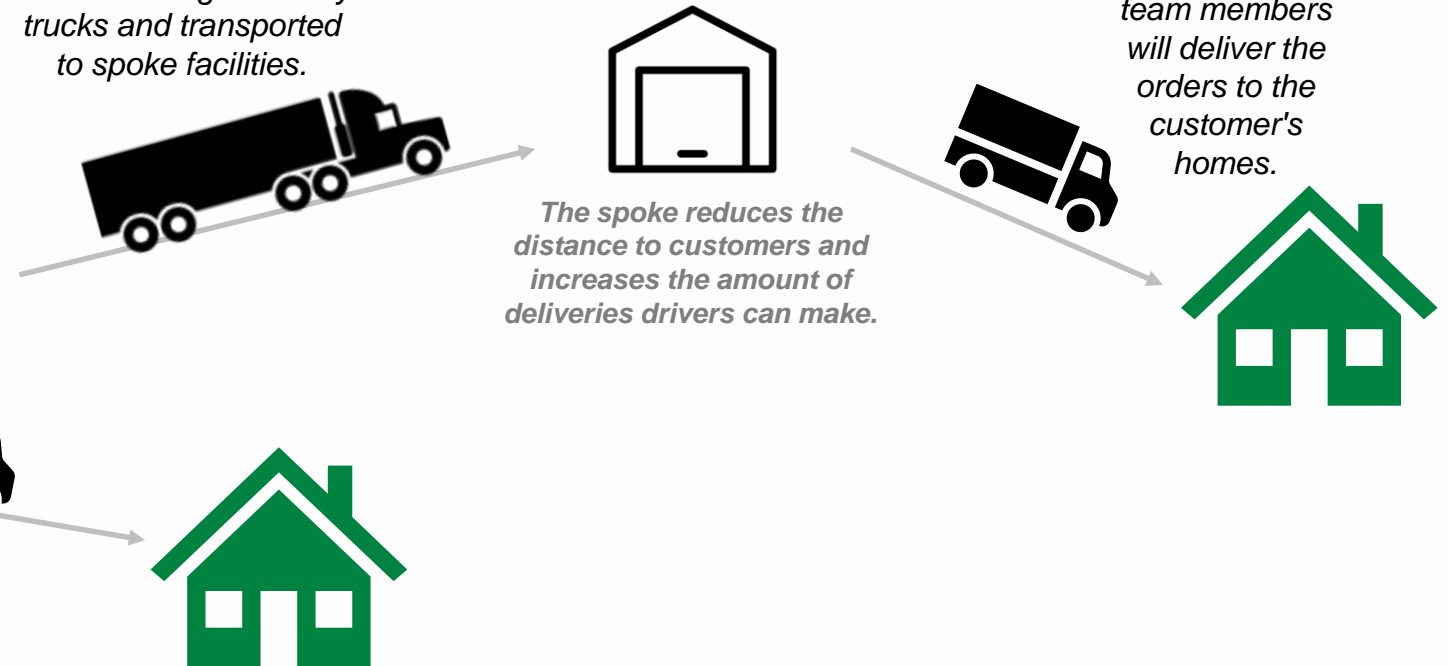 trucks and transported
to spoke facilities.
team members
will deliver the
orders to the
customer's
homes.
The spoke reduces the
distance to customers and
increases the amount of
deliveries drivers can make.